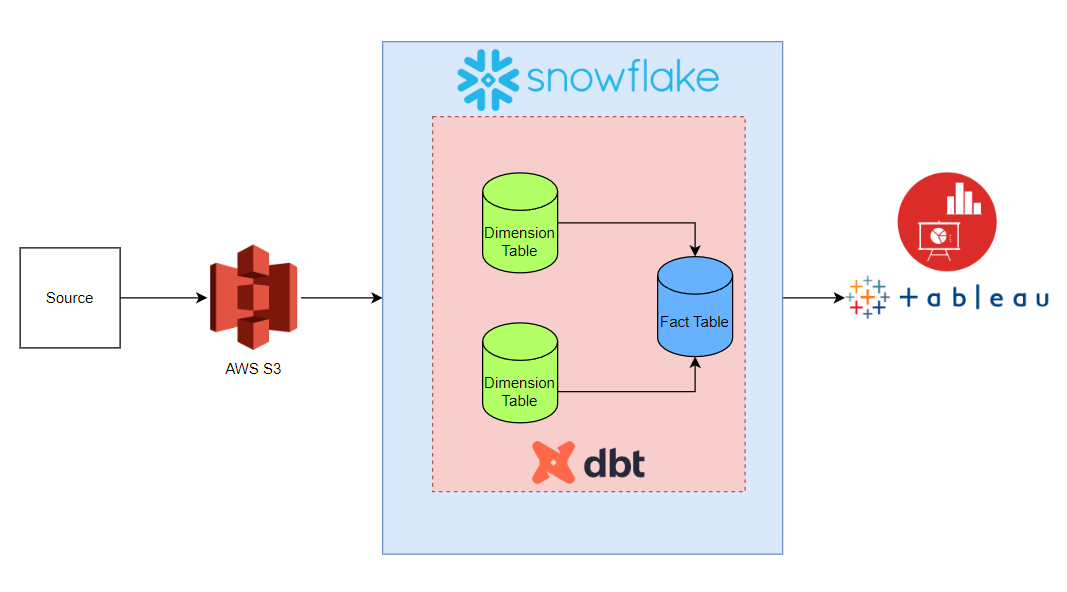 snowflake
Dimension
Table
Source
AWS S3
Fact Table
Dimension
Table
dbt
+ a b l e a u